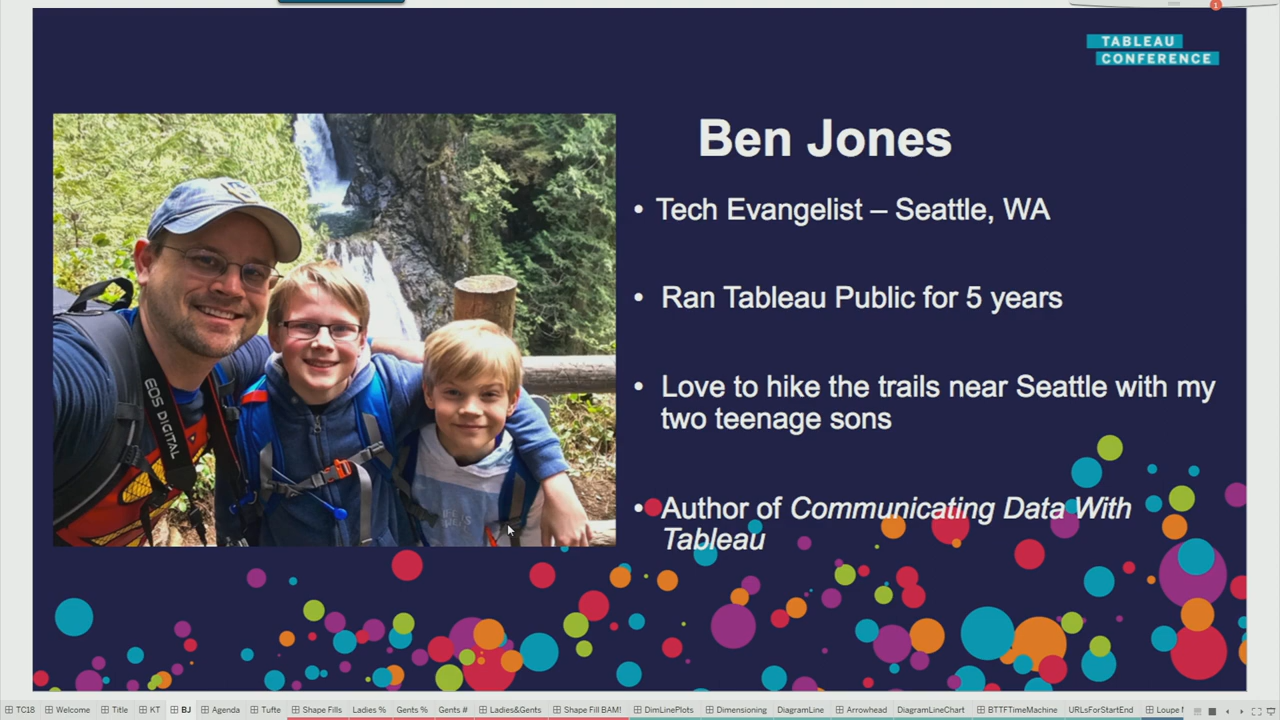 1
TABLEAU
CONFERENCE
Ben Jones
• Tech Evangelist – Seattle, WA
• Ran Tableau Public for 5 years
• Love to hike the trails near Seattle with my
two teenage sons
• Author of Communicating Data With
Tableau
EOS DIGITAL
TC18 Welcome Title KT BJ Agenda Tufte Shape Fills Ladies % Gents % Gents # Ladies&Gents Shape Fill BAM! DimLinePlots Dimensioning DiagramLine Arrowhead DiagramLineChart BTTFTimeMachine URLsForStartEnd Loupe